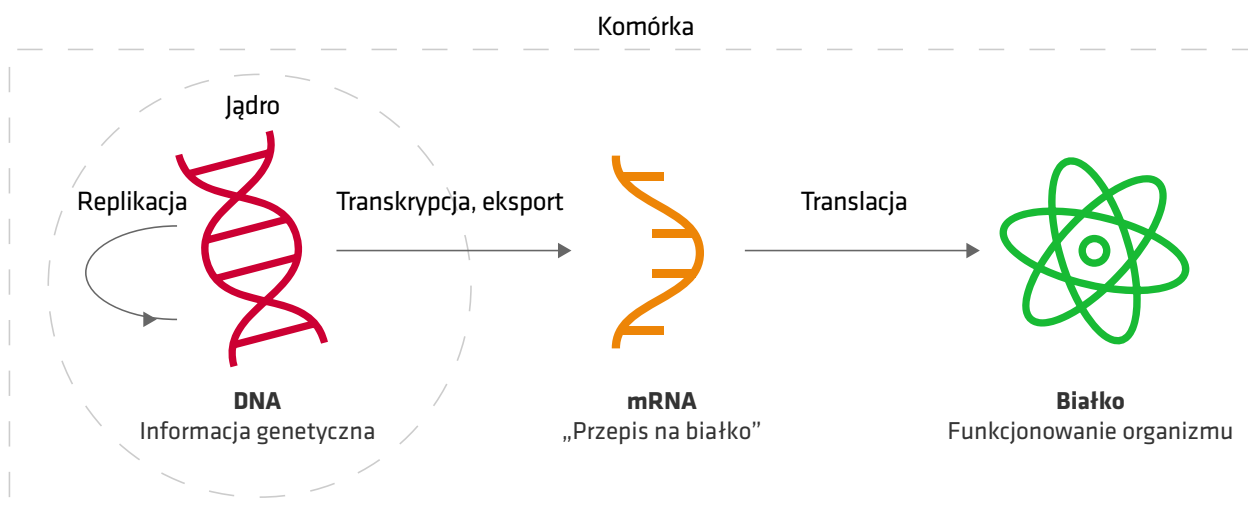 Komórka
Jądro
Replikacja
Transkrypcja, eksport
Translacja
DNA
Informacja genetyczna
mRNA
„Przepis na białko”
Białko
Funkcjonowanie organizmu